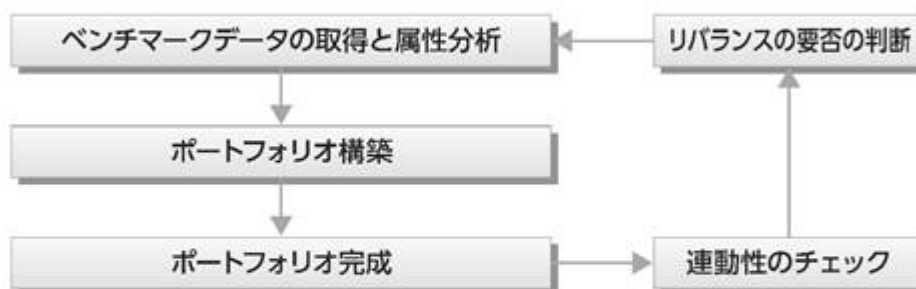 ベンチマークデータの取得と属性分析
リバランスの要否の判断
ポートフォリオ構築
ポートフォリオ完成
連動性のチェック